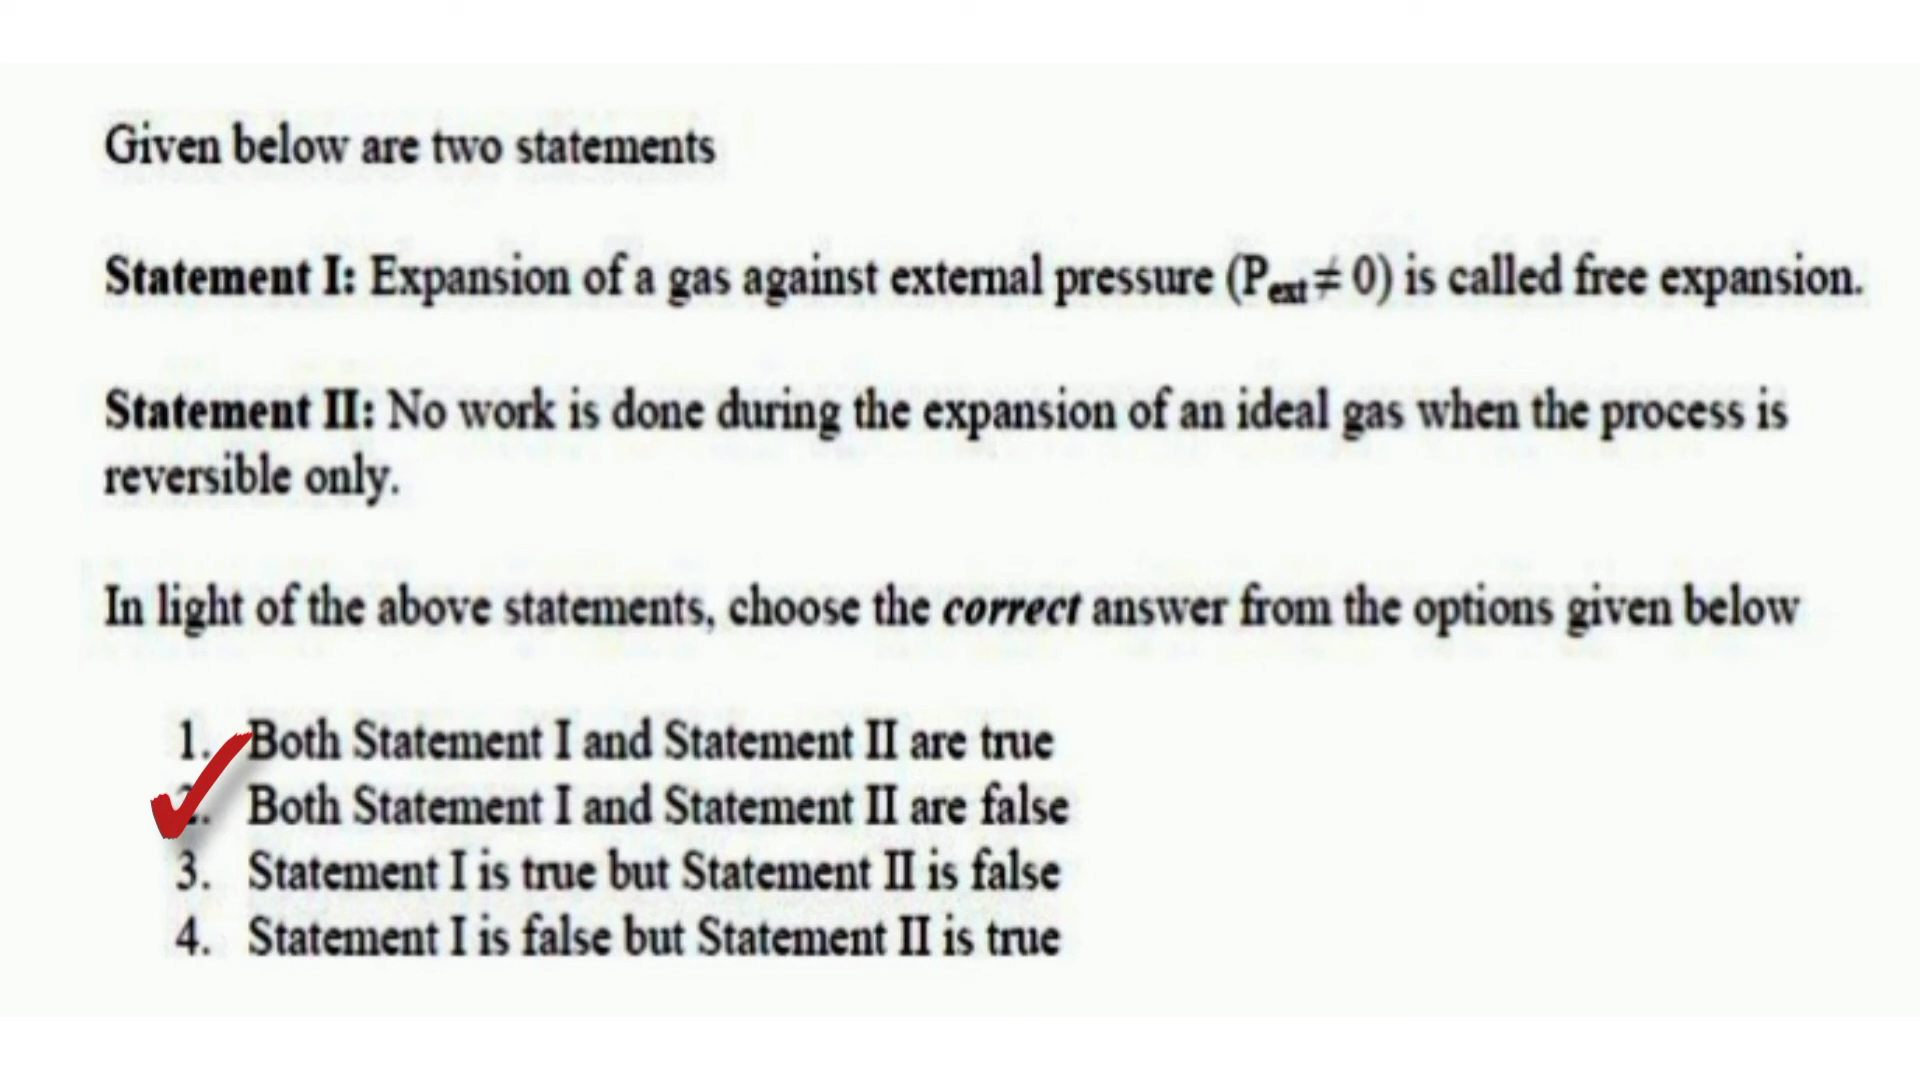 Given below are two statements
Statement I: Expansion of a gas against external pressure (Pext ≠ 0) is called free expansion.
Statement II: No work is done during the expansion of an ideal gas when the process is
reversible only.
In light of the above statements, choose the correct answer from the options given below
1. Both Statement I and Statement II are true
2. Both Statement I and Statement II are false
3. Statement I is true but Statement II is false
4. Statement I is false but Statement II is true